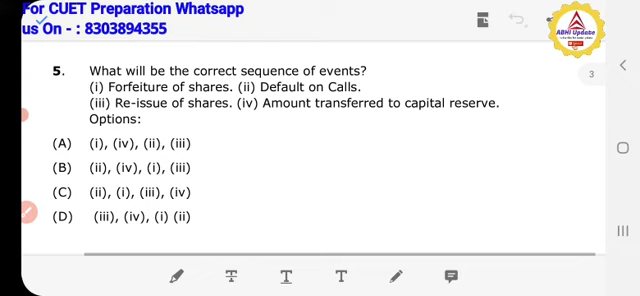 For CUET Preparation Whatsapp
us On - : 8303894355
ABHI Update
3
5. What will be the correct sequence of events?
(i) Forfeiture of shares. (ii) Default on Calls.
(iii) Re-issue of shares. (iv) Amount transferred to capital reserve.
Options:
(A) (i), (iv), (ii), (iii)
(B) (ii), (iv), (i), (iii)
(C) (ii), (i), (iii), (iv)
(D) (iii), (iv), (i) (ii)